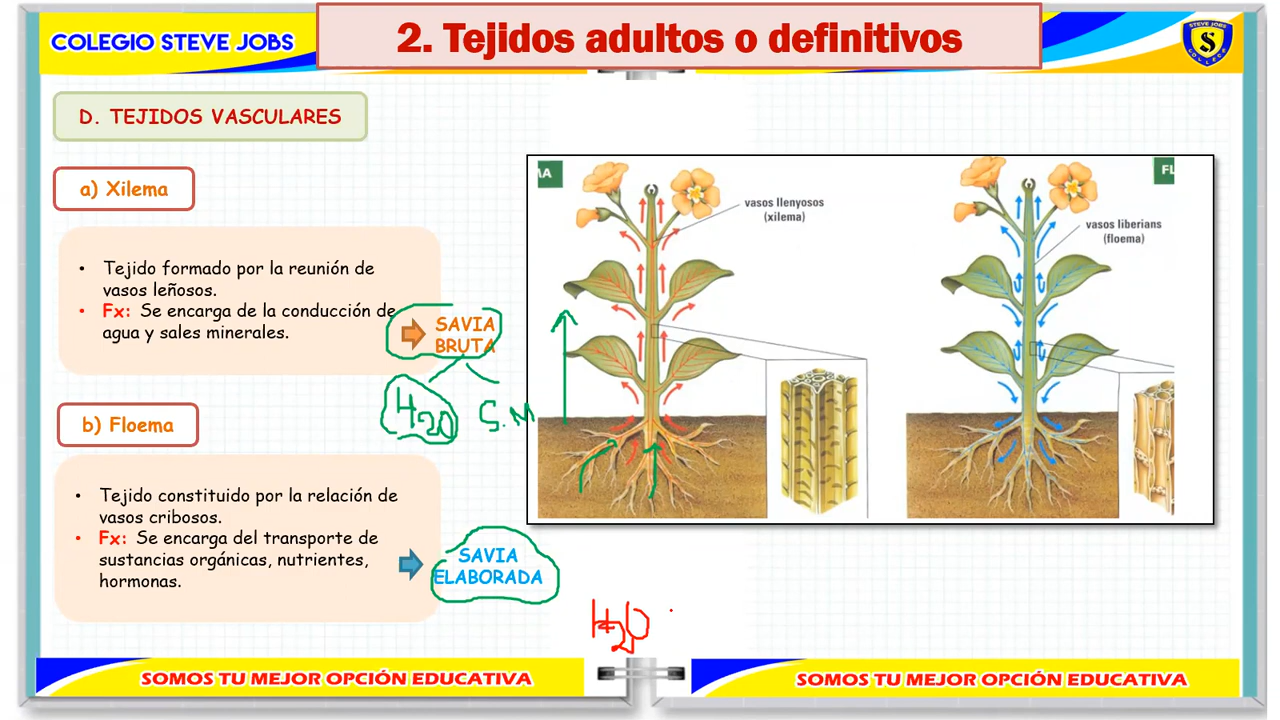 COLEGIO STEVE JOBS
2. Tejidos adultos o definitivos
STEVE JOBS
S
COLLEGE
D. TEJIDOS VASCULARES
a) Xilema
• Tejido formado por la reunión de
vasos leñosos.
• Fx: Se encarga de la conducción de
agua y sales minerales.
SAVIA
BRUTA
H2O S.M
b) Floema
• Tejido constituido por la relación de
vasos cribosos.
• Fx: Se encarga del transporte de
sustancias orgánicas, nutrientes,
hormonas.
SAVIA
ELABORADA
MA
vasos llenyosos
(xilema)
FL
vasos liberians
(floema)
H2O
SOMOS TU MEJOR OPCIÓN EDUCATIVA
SOMOS TU MEJOR OPCIÓN EDUCATIVA